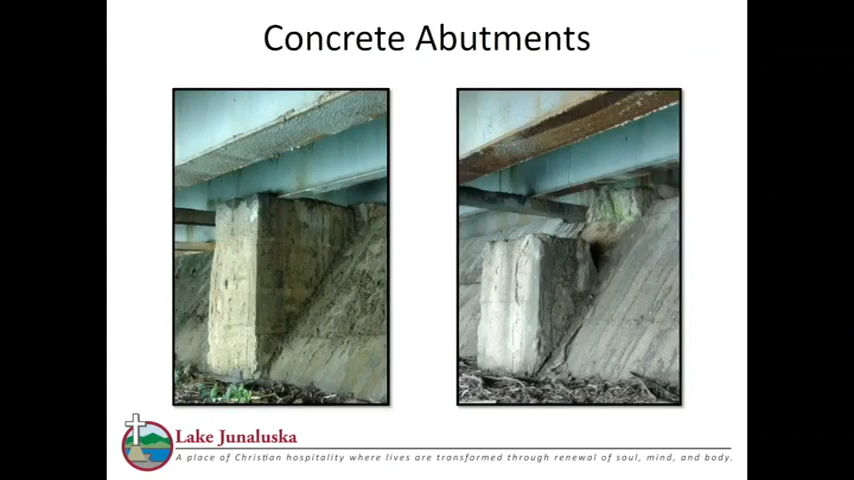 Concrete Abutments
Lake Junaluska
A place of Christian hospitality where lives are transformed through renewal of soul, mind, and body.